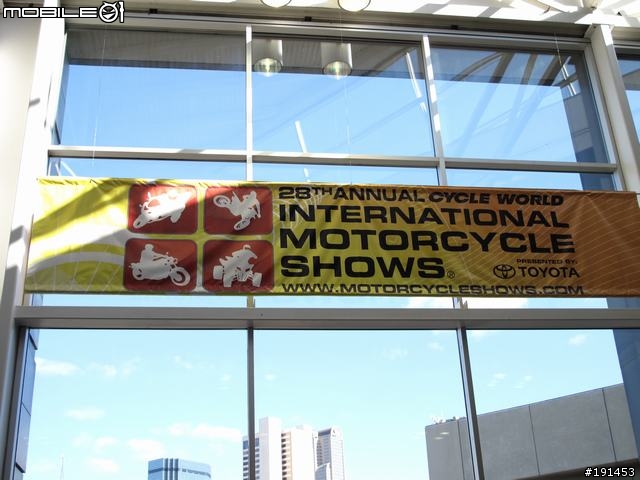 MOBILE01
28TH ANNUAL CYCLE WORLD
INTERNATIONAL
MOTORCYCLE
SHOWS®
PRESENTED BY:
TOYOTA
WWW.MOTORCYCLESHOWS.COM
#191453